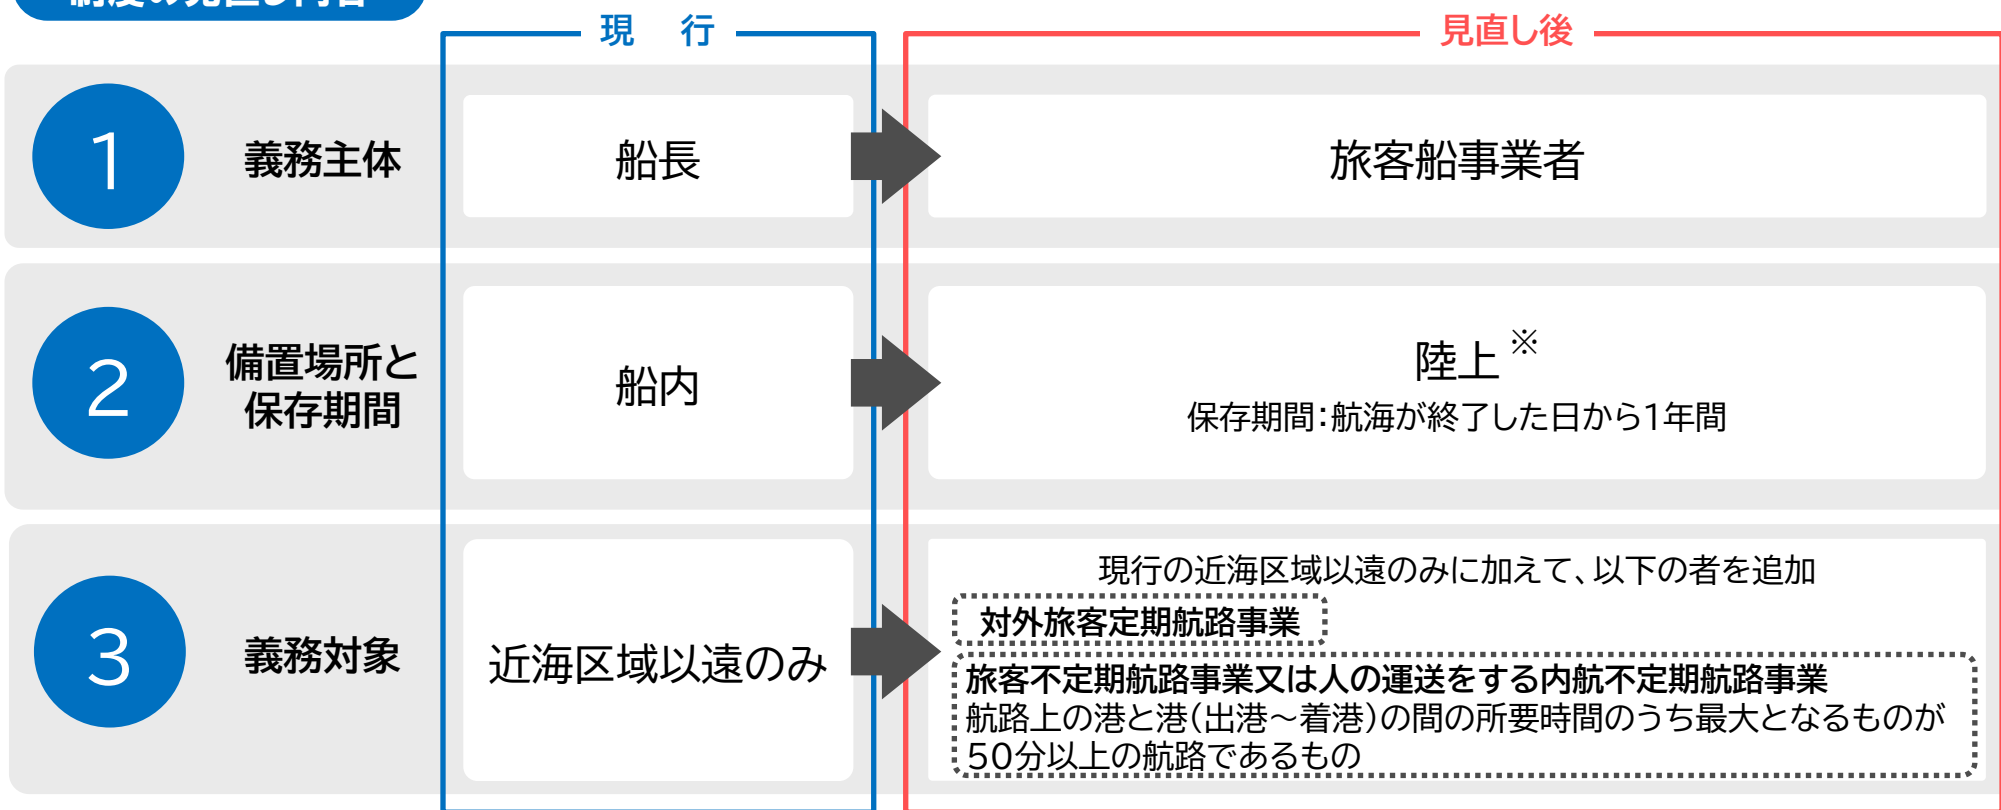 現 行
見直し後
1
義務主体
船長
旅客船事業者
2
備置場所と
保存期間
船内
陸上※
保存期間：航海が終了した日から1年間
3
義務対象
近海区域以遠のみ
現行の近海区域以遠のみに加えて、以下の者を追加
対外旅客定期航路事業
旅客不定期航路事業又は人の運送をする内航不定期航路事業
航路上の港と港（出港～着港）の間の所要時間のうち最大となるものが
50分以上の航路であるもの